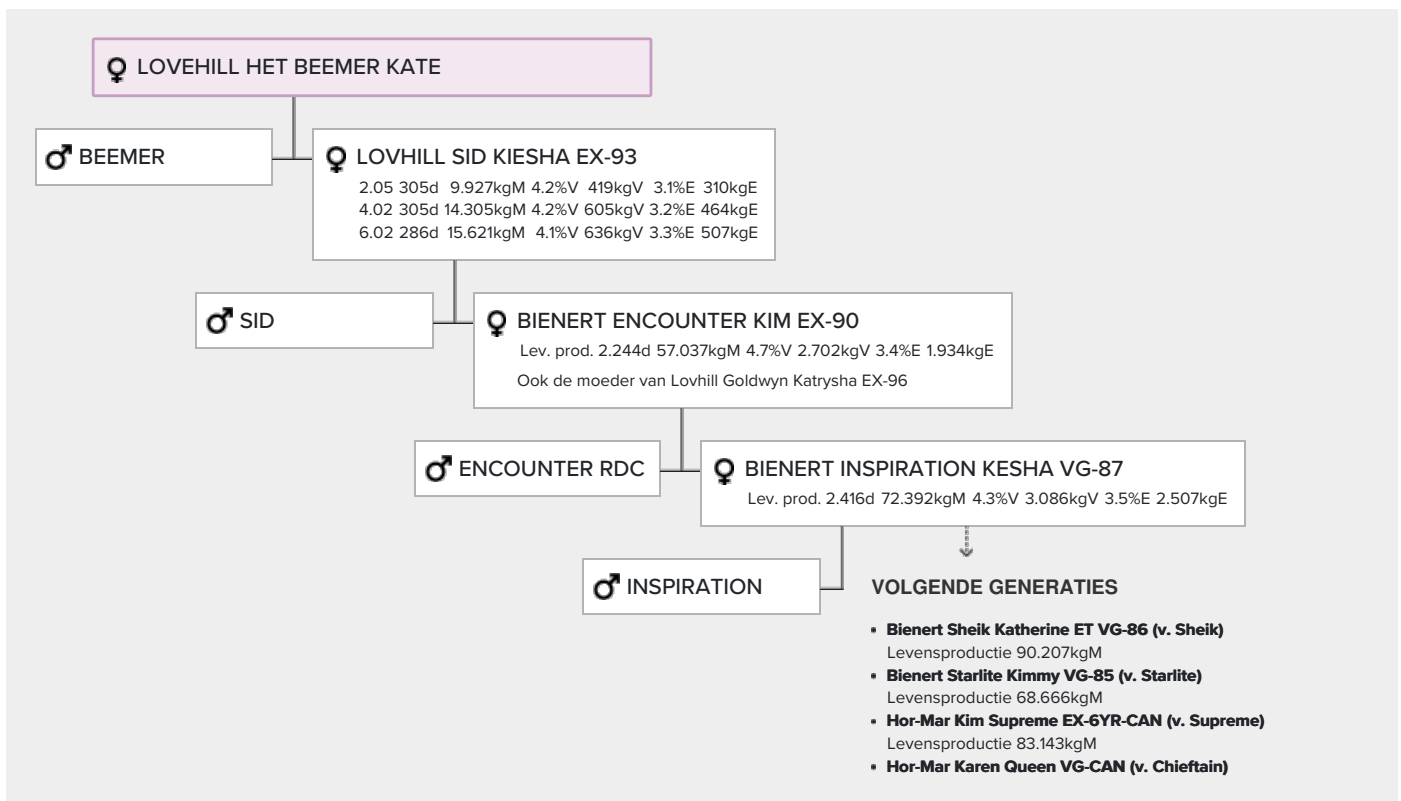 LOVEHILL HET BEEMER KATE
BEEMER
LOVHILL SID KIESHA EX-93
2.05 305d 9.927kgM 4.2%V 419kgV 3.1%E 310kgE
4.02 305d 14.305kgM 4.2%V 605kgV 3.2%E 464kgE
6.02 286d 15.621kgM 4.1%V 636kgV 3.3%E 507kgE
SID
BIENERT ENCOUNTER KIM EX-90
Lev. prod. 2.244d 57.037kgM 4.7%V 2.702kgV 3.4%E 1.934kgE
Ook de moeder van Lovhill Goldwyn Katrysha EX-96
ENCOUNTER RDC
BIENERT INSPIRATION KESHA VG-87
Lev. prod. 2.416d 72.392kgM 4.3%V 3.086kgV 3.5%E 2.507kgE
INSPIRATION
VOLGENDE GENERATIES
• Bienert Sheik Katherine ET VG-86 (v. Sheik)
Levensproductie 90.207kgM
• Bienert Starlite Kimmy VG-85 (v. Starlite)
Levensproductie 68.666kgM
• Hor-Mar Kim Supreme EX-6YR-CAN (v. Supreme)
Levensproductie 83.143kgM
• Hor-Mar Karen Queen VG-CAN (v. Chieftain)